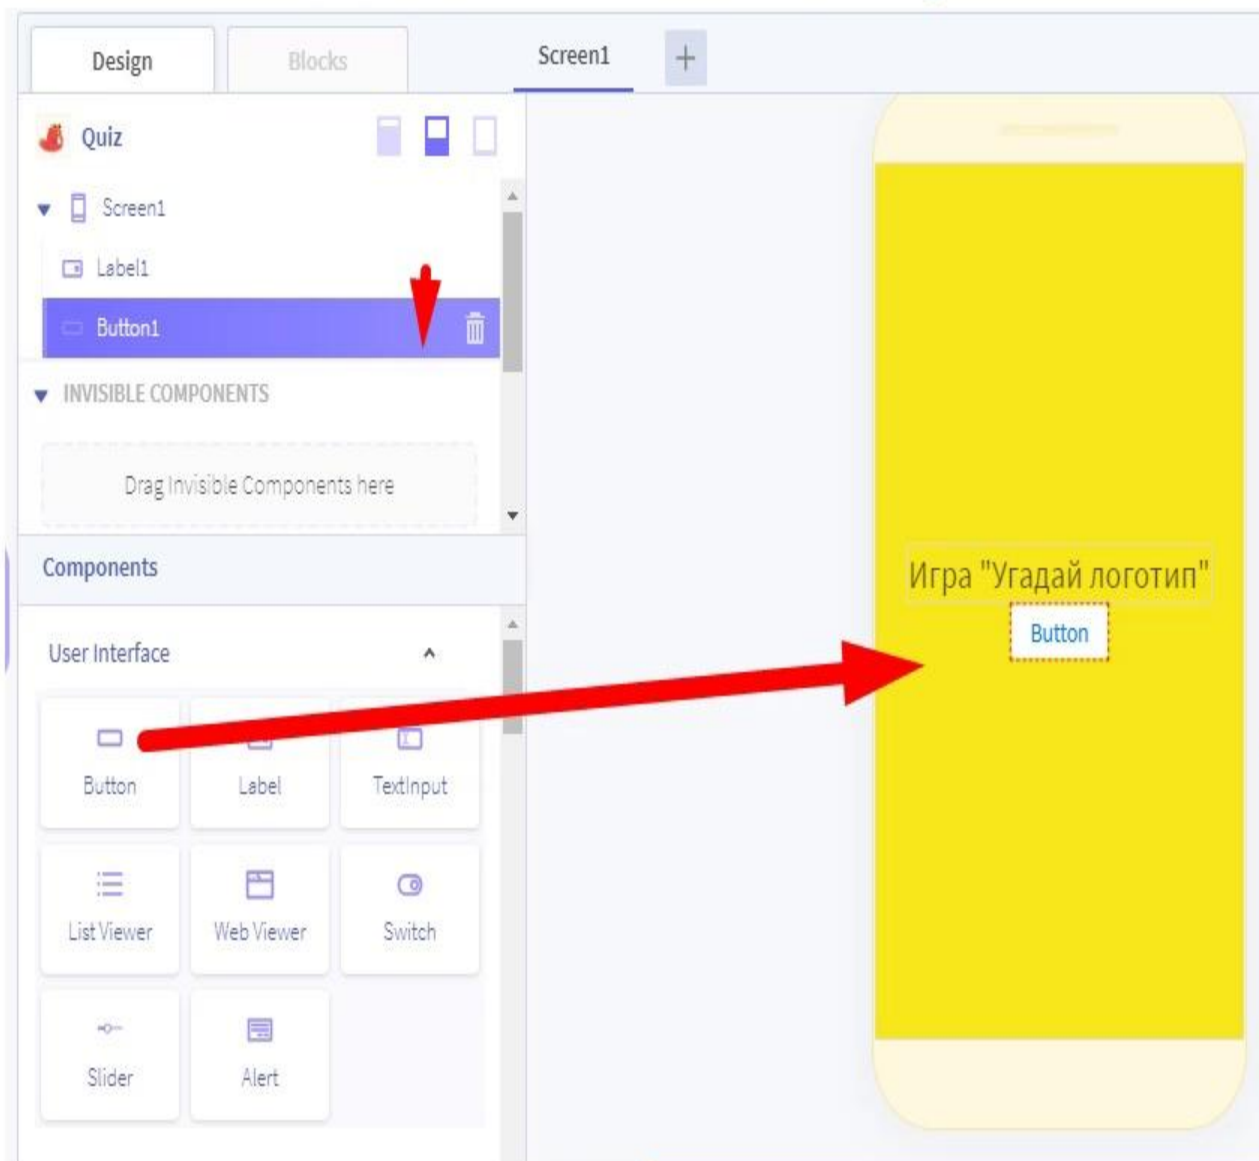 Design
Blocks
Screen1
+
Quiz
Screen1
Label1
Button1
INVISIBLE COMPONENTS
Drag Invisible Components here
Components
User Interface
Button
Label
TextInput
List Viewer
Web Viewer
Switch
Slider
Alert
Игра "Угадай логотип"
Button